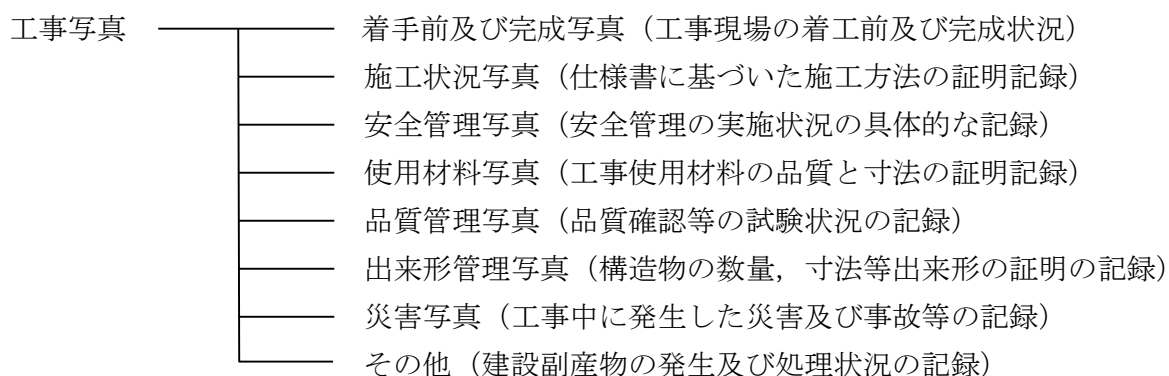 工事写真
着手前及び完成写真（工事現場の着工前及び完成状況）
施工状況写真（仕様書に基づいた施工方法の証明記録）
安全管理写真（安全管理の実施状況の具体的な記録）
使用材料写真（工事使用材料の品質と寸法の証明記録）
品質管理写真（品質確認等の試験状況の記録）
出来形管理写真（構造物の数量，寸法等出来形の証明の記録）
災害写真（工事中に発生した災害及び事故等の記録）
その他（建設副産物の発生及び処理状況の記録）